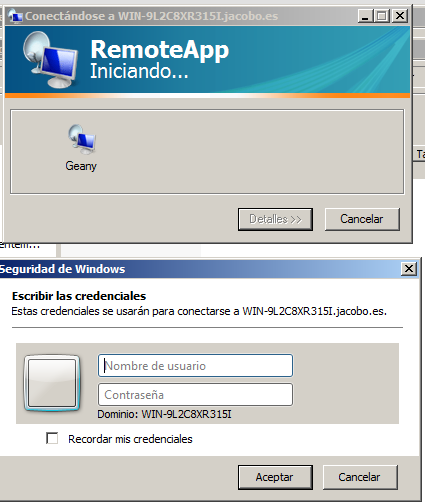 Conectándose a WIN-9L2C8XR315I.jacobo.es
RemoteApp
Iniciando...
Geany
Detalles >>
Cancelar
Seguridad de Windows
Escribir las credenciales
Estas credenciales se usarán para conectarse a WIN-9L2C8XR315I.jacobo.es.
Nombre de usuario
Contraseña
Dominio: WIN-9L2C8XR315I
Recordar mis credenciales
Aceptar
Cancelar